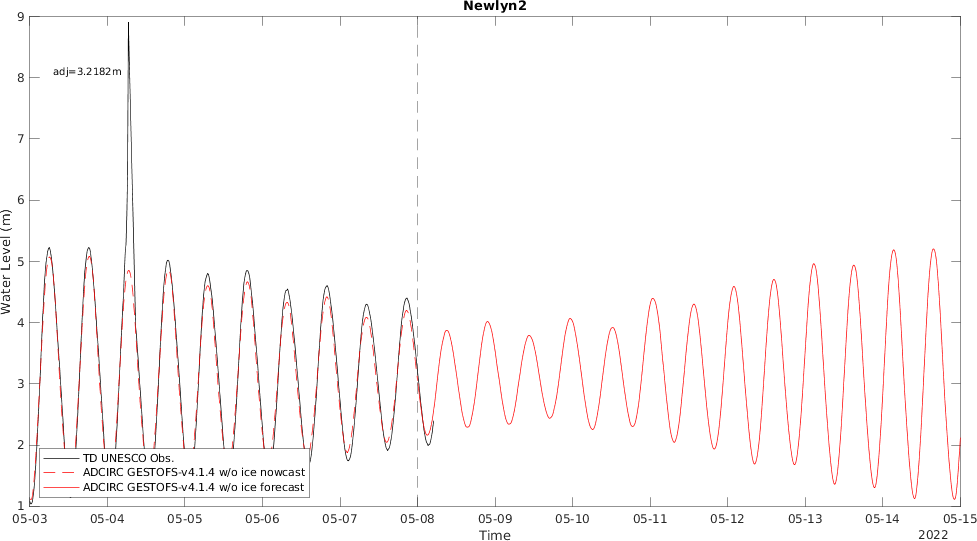 Newlyn2
9
8
7
6
5
4
3
2
1
Water Level (m)
adj=3.2182m
TD UNESCO Obs.
ADCIRC GESTOFS-v4.1.4 w/o ice nowcast
ADCIRC GESTOFS-v4.1.4 w/o ice forecast
05-03 05-04 05-05 05-06 05-07 05-08 05-09 05-10 05-11 05-12 05-13 05-14 05-15
Time
2022